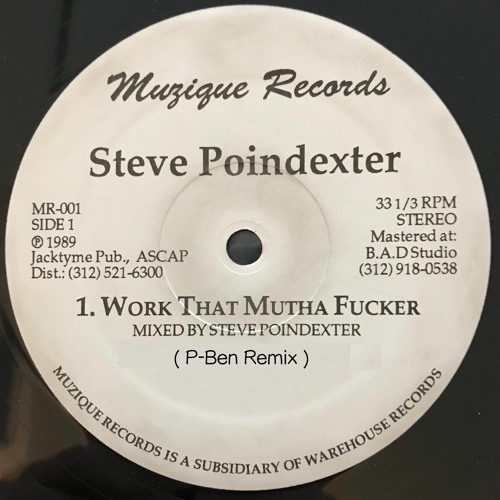 Muzique Records
Steve Poindexter
MR-001
SIDE 1
℗ 1989
Jacktyme Pub., ASCAP
Dist.: (312) 521-6300
33 1/3 RPM
STEREO
Mastered at:
B.A.D Studio
(312) 918-0538
1. WORK THAT MUTHA FUCKER
MIXED BY STEVE POINDEXTER
( P-Ben Remix )
MUZIQUE RECORDS IS A SUBSIDIARY OF WAREHOUSE RECORDS